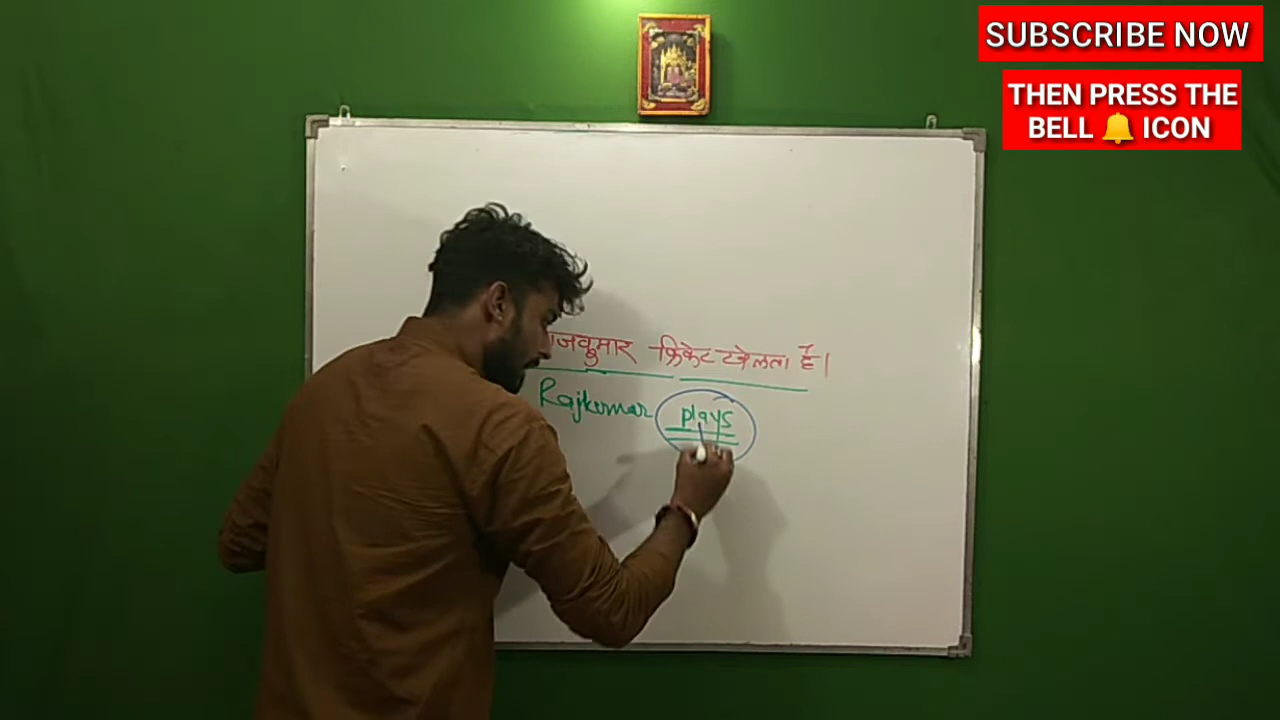 SUBSCRIBE NOW
THEN PRESS THE
BELL 🔔 ICON
क्रिकेट खेलता है।
Rajkumar plays